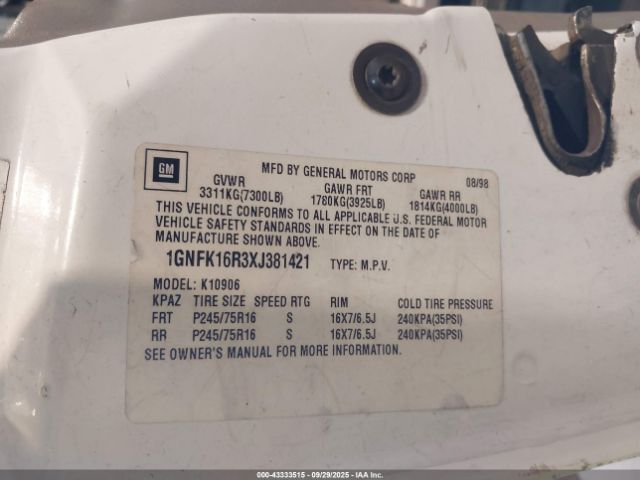 GM
MFD BY GENERAL MOTORS CORP 08/98
GVWR GAWR FRT GAWR RR
3311KG(7300LB) 1780KG(3925LB) 1814KG(4000LB)
THIS VEHICLE CONFORMS TO ALL APPLICABLE U.S. FEDERAL MOTOR
VEHICLE SAFETY STANDARDS IN EFFECT ON THE DATE OF
MANUFACTURE SHOWN ABOVE.
1GNFK16R3XJ381421 TYPE: M.P.V.
MODEL: K10906
KPAZ TIRE SIZE SPEED RTG RIM COLD TIRE PRESSURE
FRT P245/75R16 S 16X7/6.5J 240KPA(35PSI)
RR P245/75R16 S 16X7/6.5J 240KPA(35PSI)
SEE OWNER'S MANUAL FOR MORE INFORMATION.
000-43333515 - 09/29/2025 - IAA, Inc.